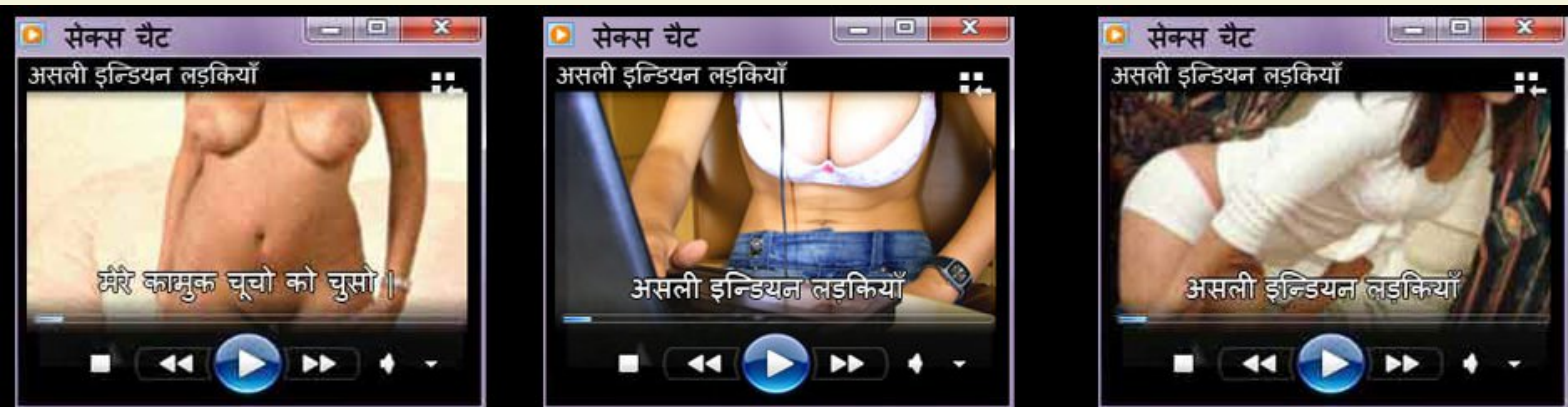 सेक्स चैट
असली इन्डियन लड़कियाँ
मेरे कामुक चूचो को चुसो |
सेक्स चैट
असली इन्डियन लड़कियाँ
असली इन्डियन लड़कियाँ
सेक्स चैट
असली इन्डियन लड़कियाँ
असली इन्डियन लड़कियाँ